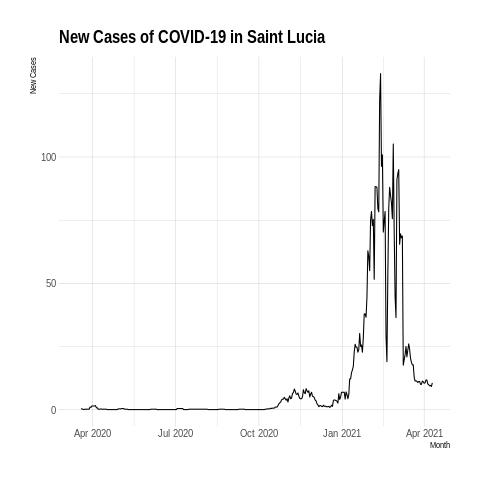 New Cases of COVID-19 in Saint Lucia
New Cases
100
50
0
Apr 2020 Jul 2020 Oct 2020 Jan 2021 Apr 2021
Month